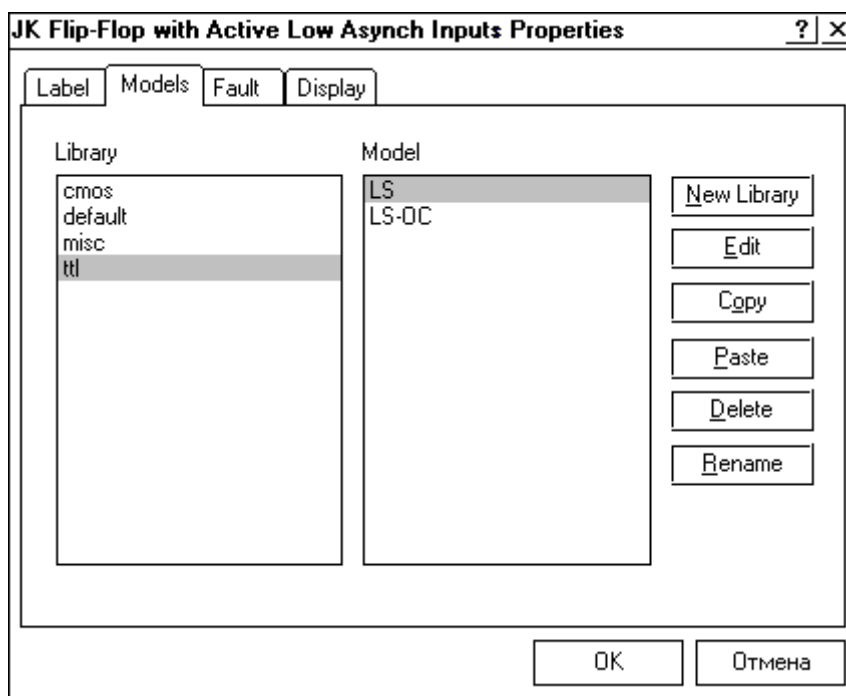 JK Flip-Flop with Active Low Asynch Inputs Properties
Label Models Fault Display
Library Model
cmos
default
misc
ttl
LS
LS-OC
New Library
Edit
Copy
Paste
Delete
Rename
OK Отмена